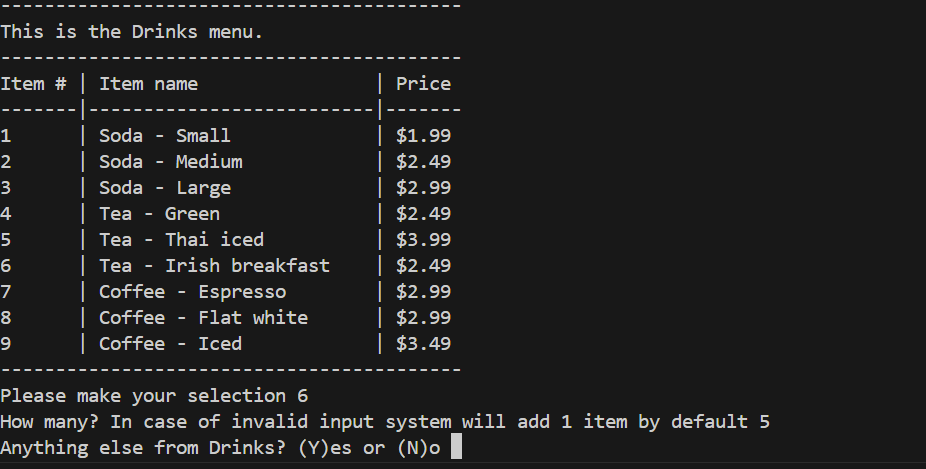 ------------------------------------------
This is the Drinks menu.
------------------------------------------
Item # | Item name                | Price
-------|--------------------------|-------
1      | Soda - Small             | $1.99
2      | Soda - Medium            | $2.49
3      | Soda - Large             | $2.99
4      | Tea - Green              | $2.49
5      | Tea - Thai iced          | $3.99
6      | Tea - Irish breakfast    | $2.49
7      | Coffee - Espresso        | $2.99
8      | Coffee - Flat white      | $2.99
9      | Coffee - Iced            | $3.49
------------------------------------------
Please make your selection 6
How many? In case of invalid input system will add 1 item by default 5
Anything else from Drinks? (Y)es or (N)o